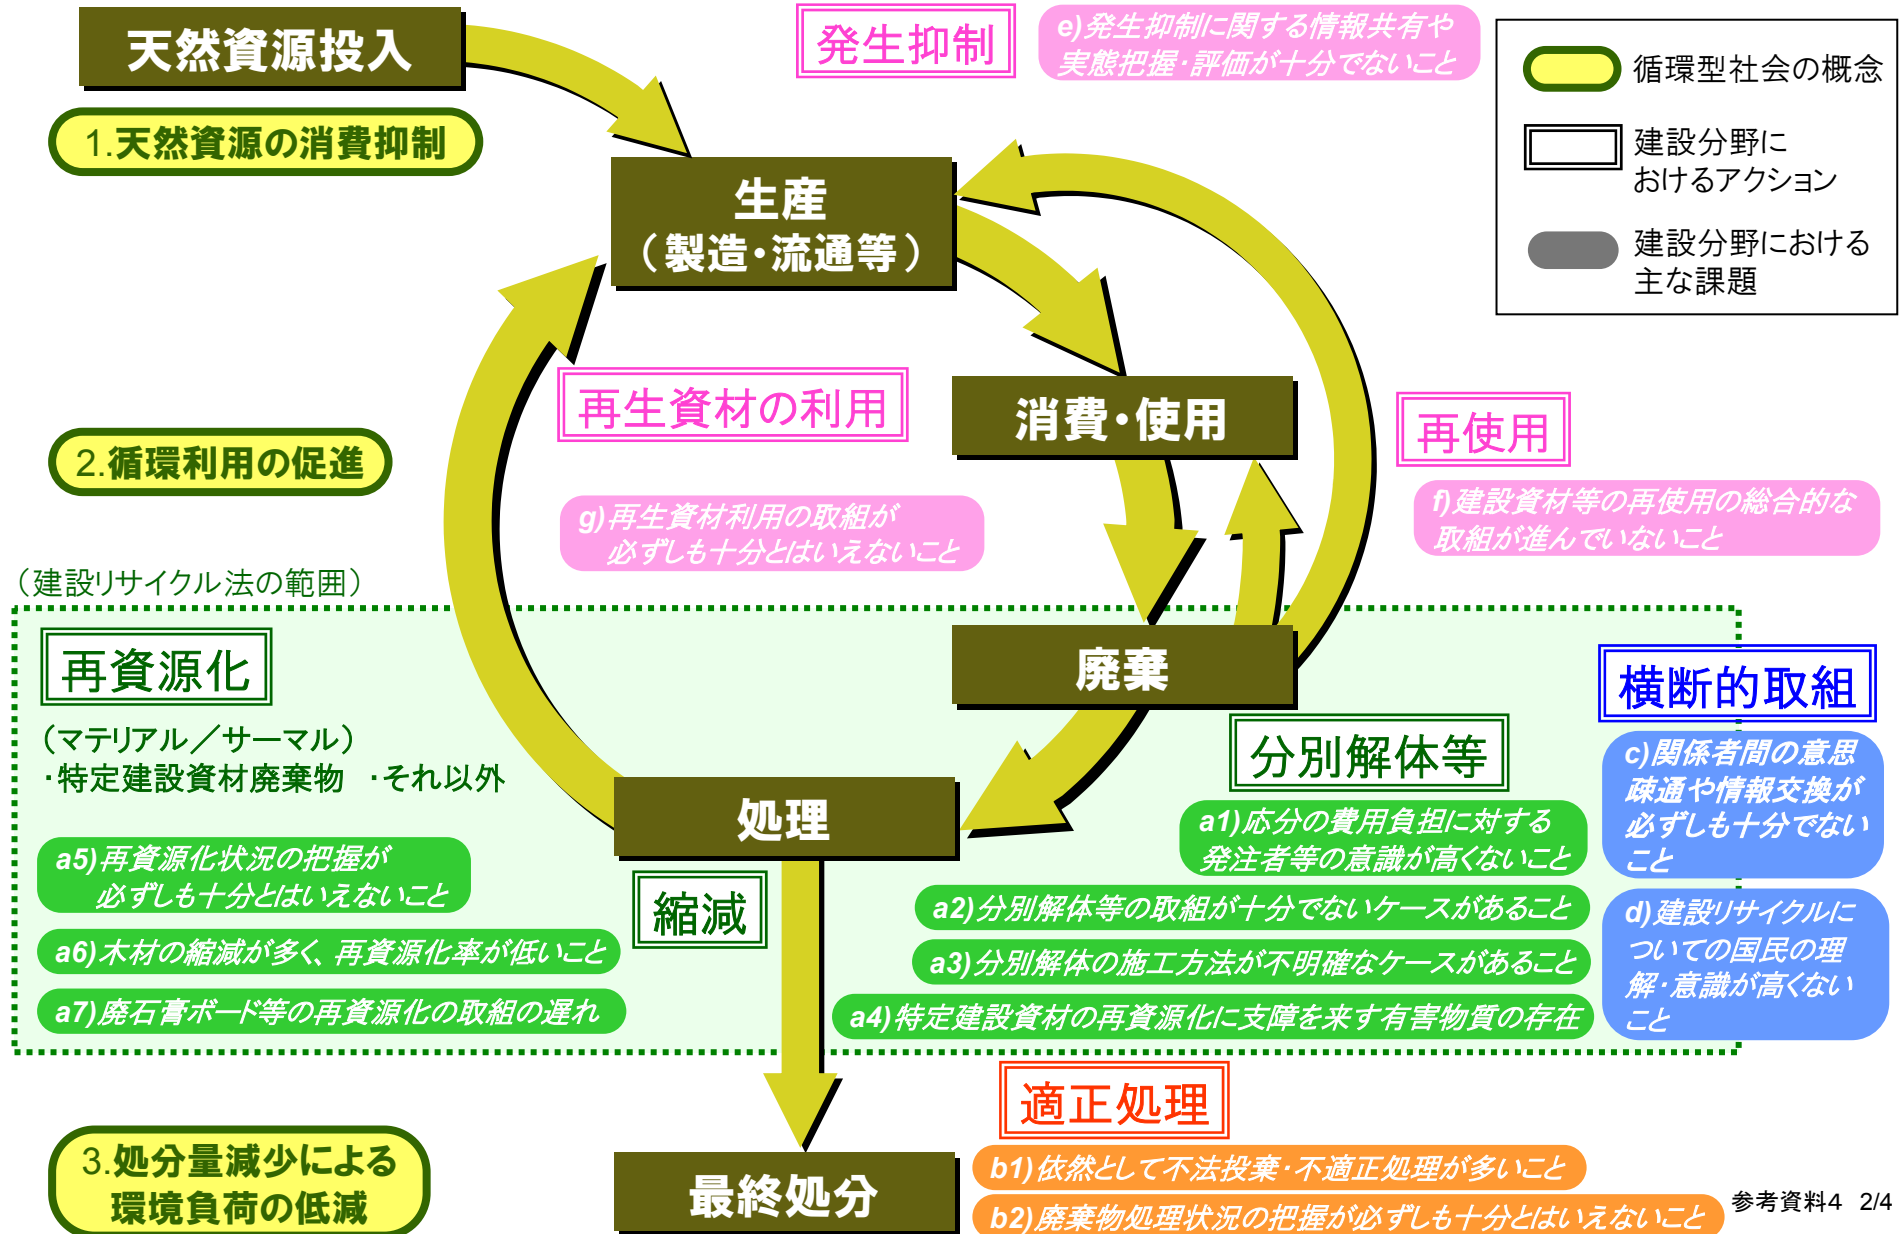 天然資源投入
1.天然資源の消費抑制
発生抑制
e)発生抑制に関する情報共有や
実態把握・評価が十分でないこと
循環型社会の概念
建設分野に
おけるアクション
建設分野における
主な課題
生産
（製造・流通等）
再生資材の利用
消費・使用
再使用
2.循環利用の促進
g)再生資材利用の取組が
必ずしも十分とはいえないこと
f)建設資材等の再使用の総合的な
取組が進んでいないこと
（建設リサイクル法の範囲）
再資源化
（マテリアル／サーマル）
・特定建設資材廃棄物　・それ以外
廃棄
横断的取組
分別解体等
c)関係者間の意思
疎通や情報交換が
必ずしも十分でない
こと
処理
a1)応分の費用負担に対する
発注者等の意識が高くないこと
a5)再資源化状況の把握が
必ずしも十分とはいえないこと
縮減
a2)分別解体等の取組が十分でないケースがあること
d)建設リサイクルに
ついての国民の理
解・意識が高くない
こと
a6)木材の縮減が多く、再資源化率が低いこと
a3)分別解体の施工方法が不明確なケースがあること
a7)廃石膏ボード等の再資源化の取組の遅れ
a4)特定建設資材の再資源化に支障を来す有害物質の存在
適正処理
3.処分量減少による
環境負荷の低減
最終処分
b1)依然として不法投棄・不適正処理が多いこと
b2)廃棄物処理状況の把握が必ずしも十分とはいえないこと
参考資料4　2/4